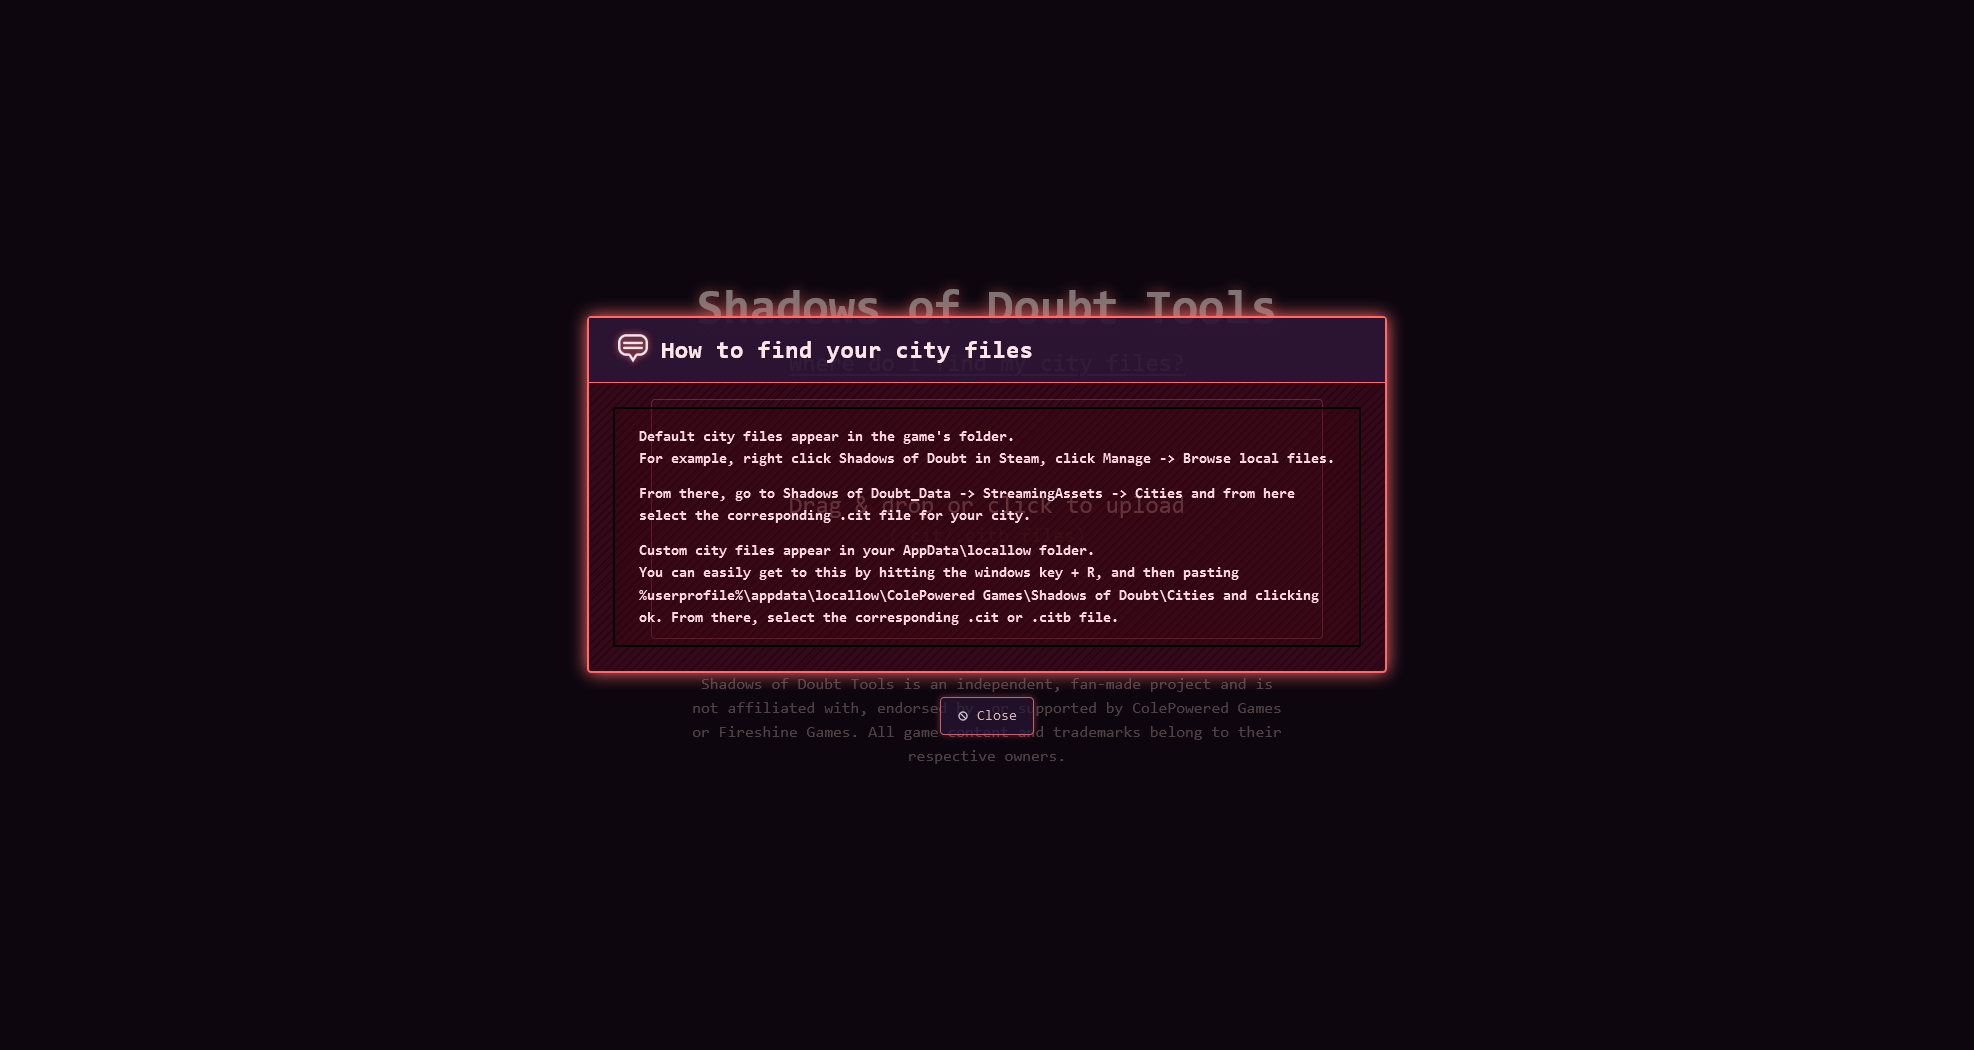 Shadows of Doubt Tools
How to find your city files
Where do I find my city files?
Default city files appear in the game's folder.
For example, right click Shadows of Doubt in Steam, click Manage -> Browse local files.
From there, go to Shadows of Doubt_Data -> StreamingAssets -> Cities and from here
Drag & drop or click to upload
select the corresponding .cit file for your city.
Custom city files appear in your AppData\locallow folder.
You can easily get to this by hitting the windows key + R, and then pasting
%userprofile%\appdata\locallow\ColePowered Games\Shadows of Doubt\Cities and clicking
ok. From there, select the corresponding .cit or .citb file.
Shadows of Doubt Tools is an independent, fan-made project and is
not affiliated with, endorsed by, or supported by ColePowered Games
Close
or Fireshine Games. All game content and trademarks belong to their
respective owners.